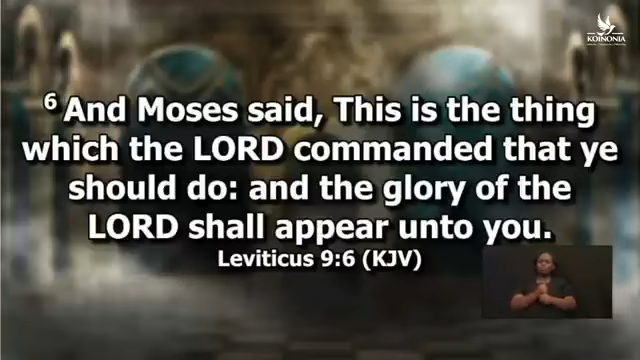 KOINONIA
6 And Moses said, This is the thing
which the LORD commanded that ye
should do: and the glory of the
LORD shall appear unto you.
Leviticus 9:6 (KJV)